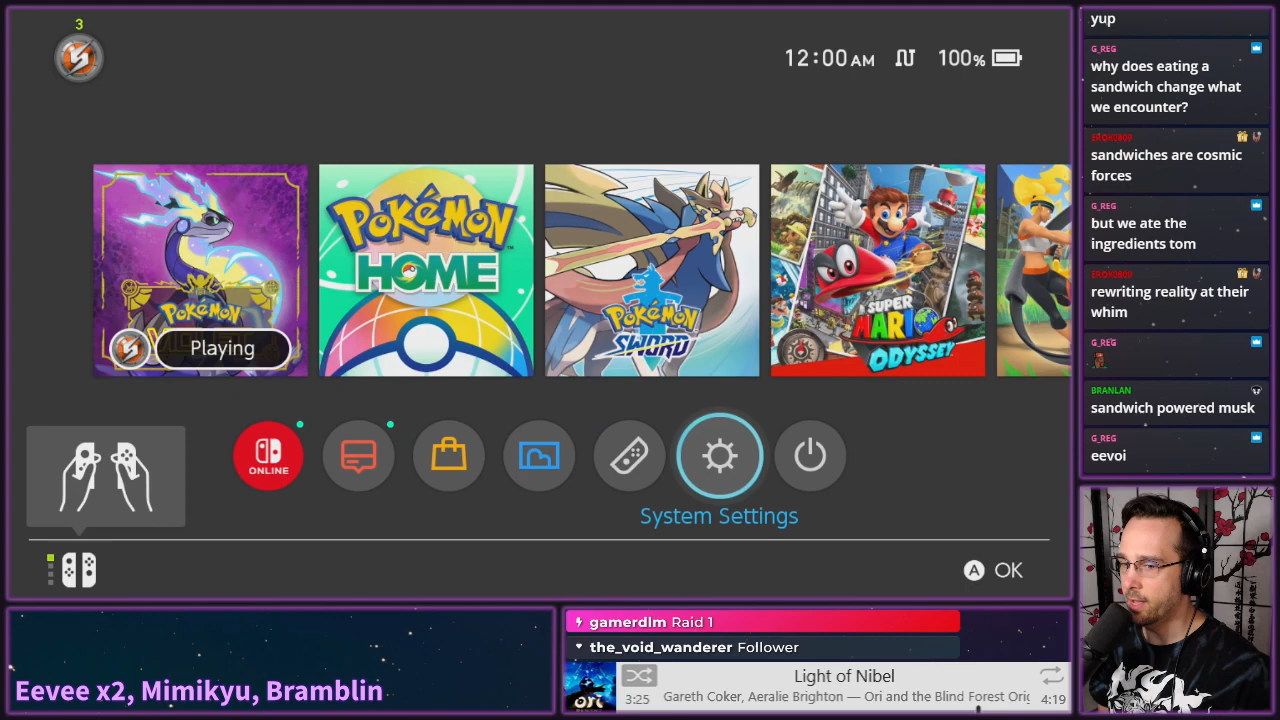 3
12:00 AM
100%
Pokémon
HOME
Pokémon
SWORD
SUPER
MARIO
ODYSSEY
Pokémon
Playing
ONLINE
System Settings
A OK
yup
G_REG
why does eating a
sandwich change what
we encounter?
sandwiches are cosmic
forces
G_REG
but we ate the
ingredients tom
rewriting reality at their
whim
G_REG
BRANLAN
sandwich powered musk
G_REG
eevoi
Eevee x2, Mimikyu, Bramblin
gamerdlm Raid 1
the_void_wanderer Follower
ori
Light of Nibel
3:25
Gareth Coker, Aeralie Brighton — Ori and the Blind Forest Orig
4:19